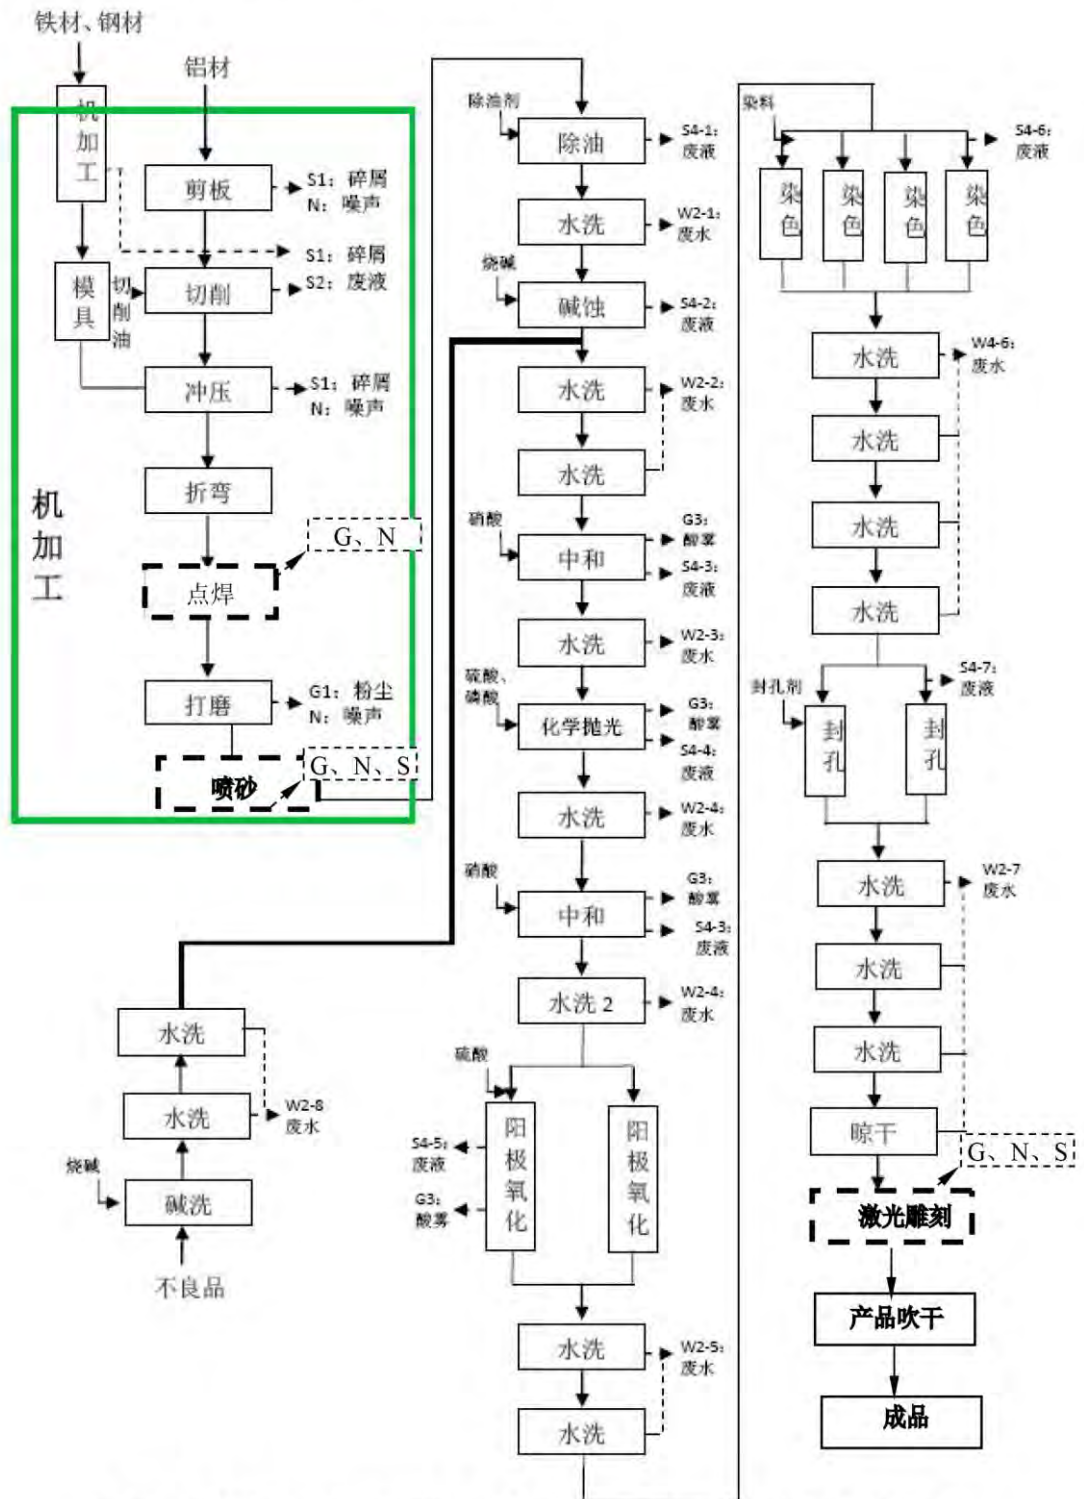 铁材、钢材
机
加
工
铝材
剪板
S1：碎屑
N：噪声
S1：碎屑
S2：废液
模
具
切
削
油
切削
冲压
S1：碎屑
N：噪声
折弯
机
加
工
G、N
点焊
打磨
G1：粉尘
N：噪声
G、N、S
喷砂
水洗
水洗
W2-8
废水
烧碱
碱洗
不良品
除油剂
除油
S4-1：
废液
水洗
W2-1：
废水
烧碱
碱蚀
S4-2：
废液
水洗
W2-2：
废水
水洗
硝酸
中和
G3：
酸雾
S4-3：
废液
水洗
W2-3：
废水
硫酸、
磷酸
化学抛光
G3：
酸雾
S4-4：
废液
水洗
W2-4：
废水
硝酸
中和
G3：
酸雾
S4-3：
废液
水洗 2
W2-4：
废水
硫酸
阳
极
氧
化
阳
极
氧
化
S4-5：
废液
G3：
酸雾
水洗
W2-5：
废水
水洗
染料
S4-6：
废液
染
色
染
色
染
色
染
色
水洗
W4-6：
废水
水洗
水洗
水洗
封孔剂
S4-7：
废液
封
孔
封
孔
水洗
W2-7
废水
水洗
水洗
晾干
G、N、S
激光雕刻
产品吹干
成品